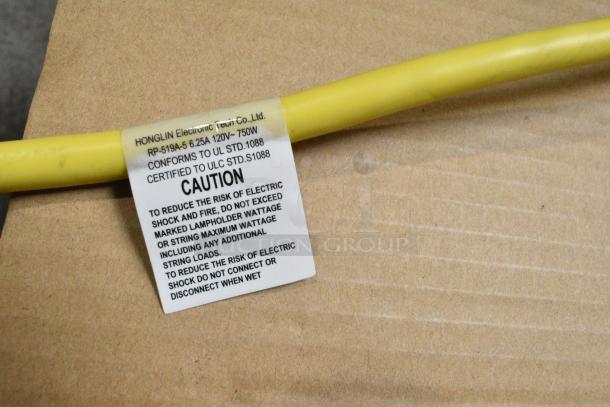 HONGLIN Electronic Tech Co.,Ltd.
RP-519A-5 6.25A 120V~ 750W
CONFORMS TO UL STD.1088
CERTIFIED TO ULC STD.S1088
CAUTION
TO REDUCE THE RISK OF ELECTRIC
SHOCK AND FIRE, DO NOT EXCEED
MARKED LAMPHOLDER WATTAGE
OR STRING MAXIMUM WATTAGE
INCLUDING ANY ADDITIONAL
STRING LOADS.
TO REDUCE THE RISK OF ELECTRIC
SHOCK DO NOT CONNECT OR
DISCONNECT WHEN WET
AUCTION GROUP